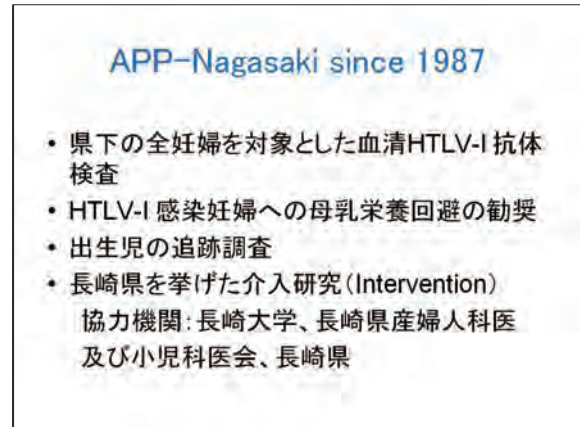 APP-Nagasaki since 1987
• 県下の全妊婦を対象とした血清HTLV-I 抗体
検査
• HTLV-I 感染妊婦への母乳栄養回避の勧奨
• 出生児の追跡調査
• 長崎県を挙げた介入研究(Intervention)
協力機関:長崎大学、長崎県産婦人科医
及び小児科医会、長崎県